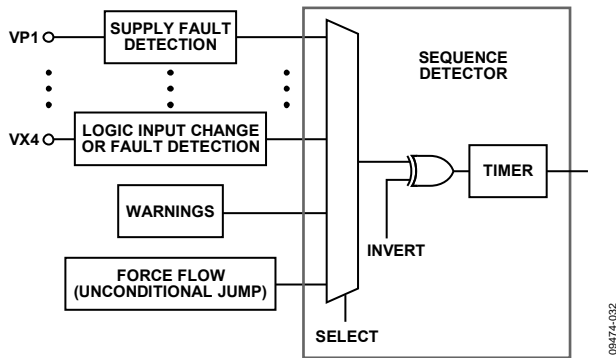 VP1
SUPPLY FAULT
DETECTION
SEQUENCE
DETECTOR
VX4
LOGIC INPUT CHANGE
OR FAULT DETECTION
TIMER
WARNINGS
INVERT
FORCE FLOW
(UNCONDITIONAL JUMP)
SELECT
09474-032